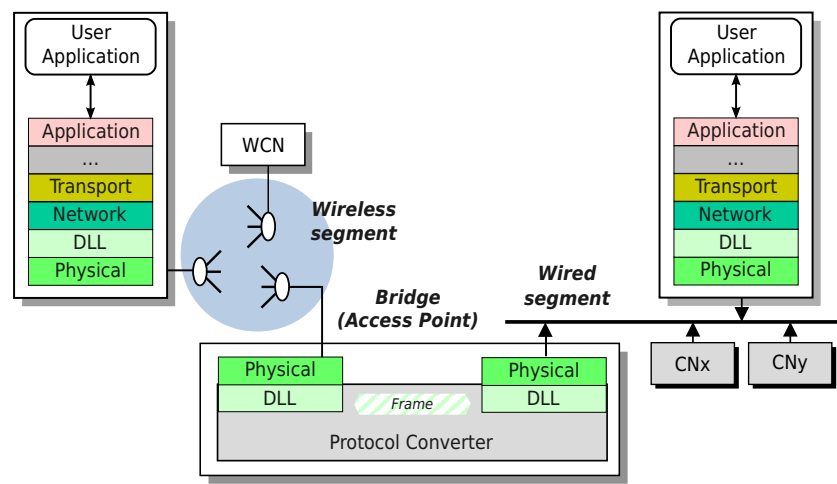 User
Application
Application
...
Transport
Network
DLL
Physical
WCN
Wireless
segment
Bridge
(Access Point)
Wired
segment
User
Application
Application
...
Transport
Network
DLL
Physical
CNx
CNy
Physical
DLL
Frame
Physical
DLL
Protocol Converter